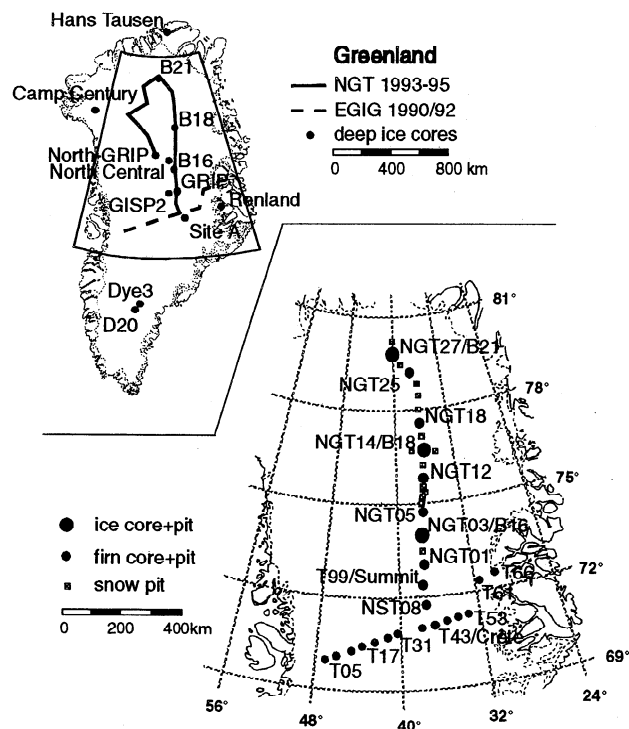 Hans Tausen
B21
Camp Century
B18
North-GRIP
B16
North Central
GRIP
GISP2
Renland
Site A
Dye3
D20
Greenland
NGT 1993-95
EGIG 1990/92
deep ice cores
0 400 800 km
81°
NGT27/B21
NGT25
78°
NGT18
NGT14/B18
NGT12
75°
NGT05
NGT03/B16
NGT01
T99/Summit
T66
72°
T61
NST08
T53
T43/Crete
T31
T17
T05
69°
24°
32°
40°
48°
56°
ice core+pit
firn core+pit
snow pit
0 200 400km